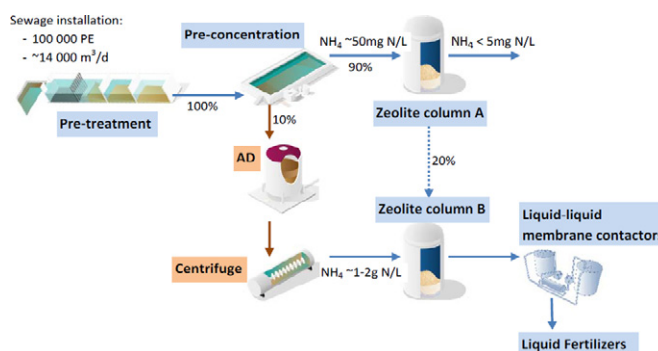 Sewage installation:
- 100 000 PE
- ~14 000 m³/d
Pre-concentration
NH₄ ~50mg N/L
NH₄ < 5mg N/L
90%
100%
Pre-treatment
10%
Zeolite column A
AD
20%
Zeolite column B
Liquid-liquid
membrane contactor
Centrifuge
NH₄ ~1-2g N/L
Liquid Fertilizers